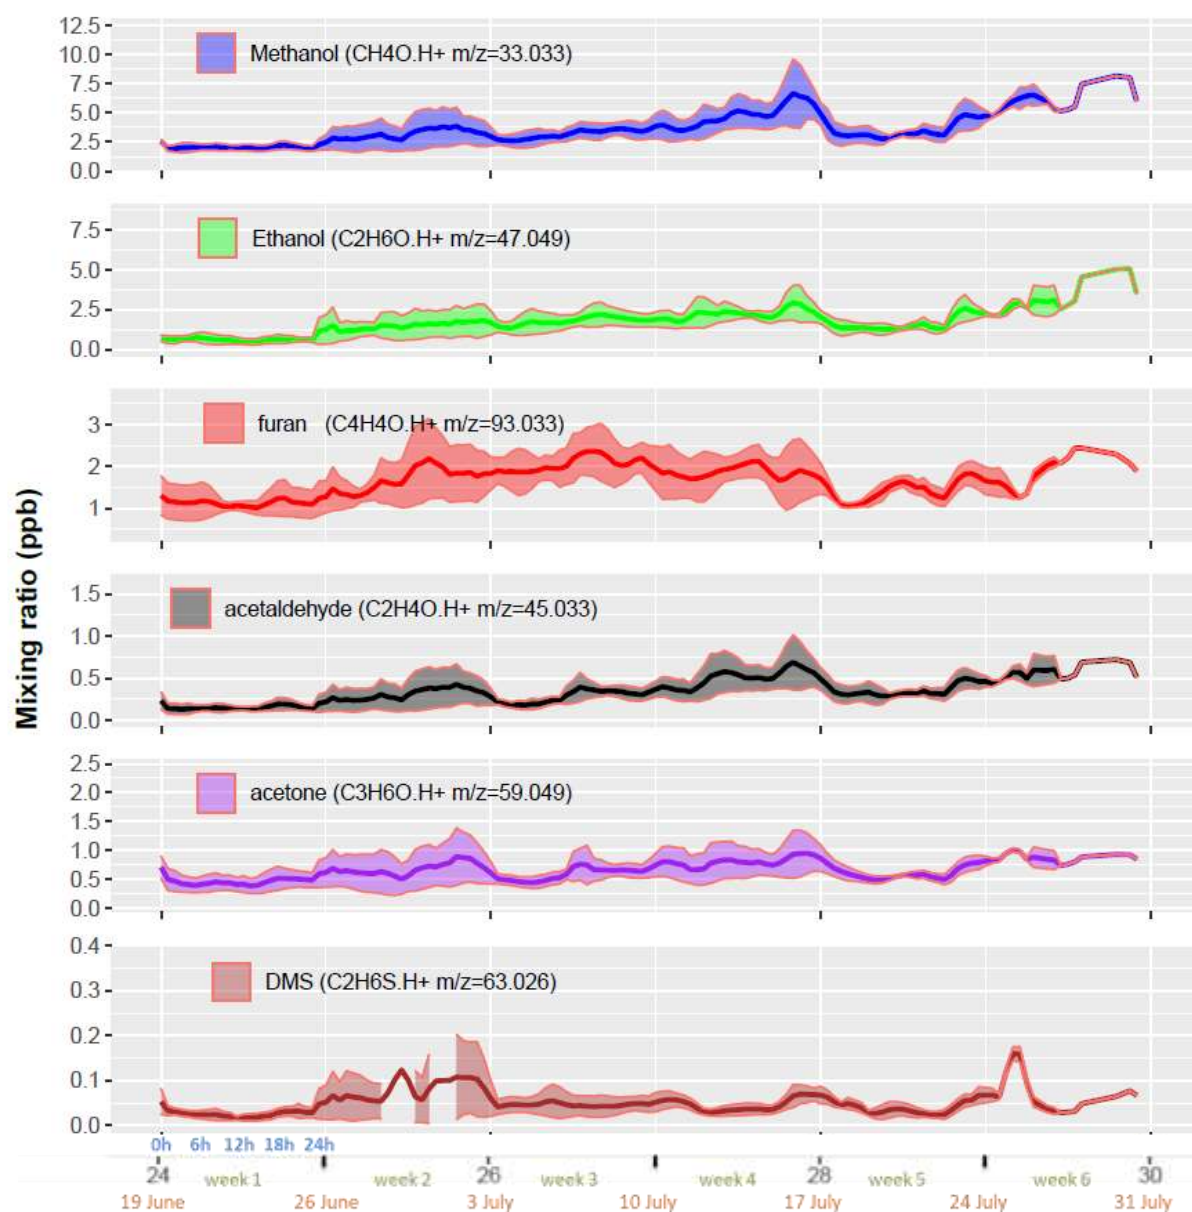 Mixing ratio (ppb)
12.5
10.0
7.5
5.0
2.5
0.0
Methanol (CH4O.H+ m/z=33.033)
7.5
5.0
2.5
0.0
Ethanol (C2H6O.H+ m/z=47.049)
3
2
1
furan (C4H4O.H+ m/z=93.033)
1.5
1.0
0.5
0.0
acetaldehyde (C2H4O.H+ m/z=45.033)
2.5
2.0
1.5
1.0
0.5
0.0
acetone (C3H6O.H+ m/z=59.049)
0.4
0.3
0.2
0.1
0.0
DMS (C2H6S.H+ m/z=63.026)
0h 6h 12h 18h 24h
24 26 28 30
week 1 week 2 week 3 week 4 week 5 week 6
19 June 26 June 3 July 10 July 17 July 24 July 31 July